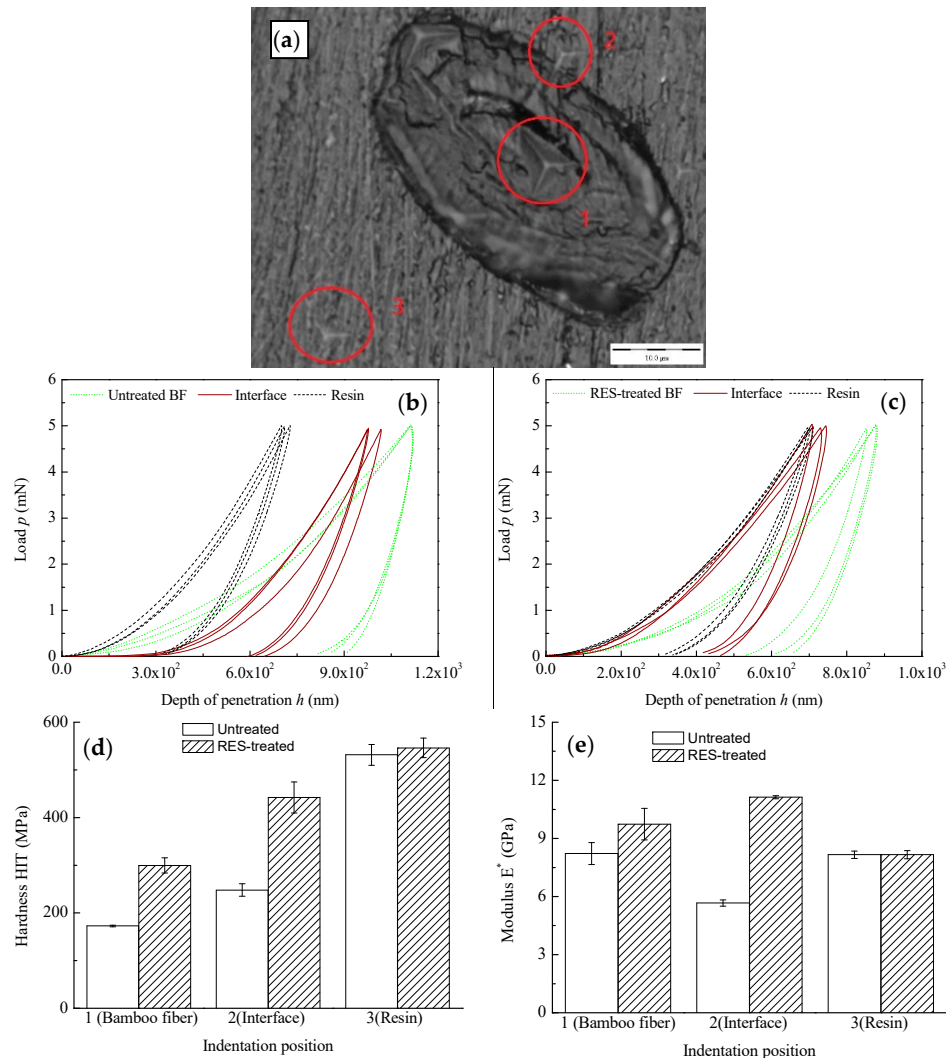 (a)
2
1
3
10.0 μm
6
5
4
3
2
1
0
Load p (mN)
Untreated BF Interface Resin
(b)
0.0 3.0x10² 6.0x10² 9.0x10² 1.2x10³
Depth of penetration h (nm)
6
5
4
3
2
1
0
Load p (mN)
RES-treated BF Interface Resin
(c)
0.0 2.0x10² 4.0x10² 6.0x10² 8.0x10² 1.0x10³
Depth of penetration h (nm)
600
400
200
0
Hardness HIT (MPa)
(d)
Untreated
RES-treated
1 (Bamboo fiber) 2(Interface) 3(Resin)
Indentation position
15
12
9
6
3
0
Modulus E* (GPa)
(e)
Untreated
RES-treated
1 (Bamboo fiber) 2(Interface) 3(Resin)
Indentation position